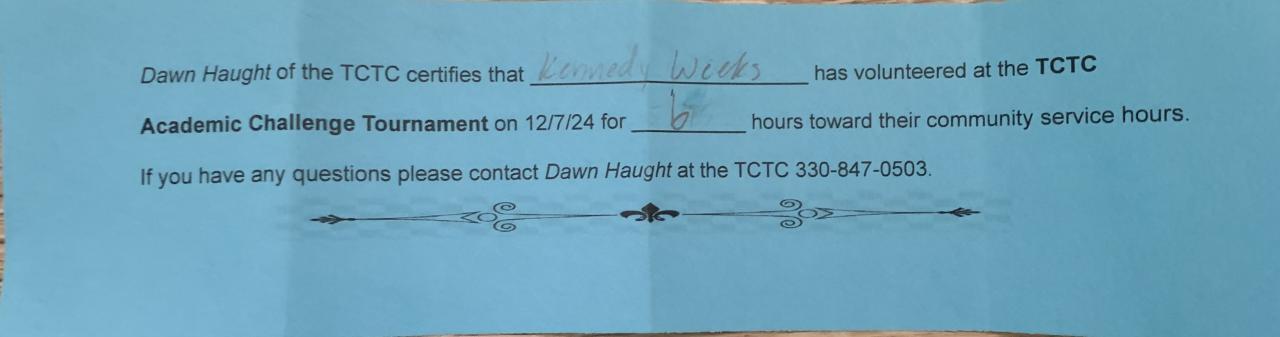 Dawn Haught of the TCTC certifies that Kennedy Weeks has volunteered at the TCTC
Academic Challenge Tournament on 12/7/24 for 6 hours toward their community service hours.
If you have any questions please contact Dawn Haught at the TCTC 330-847-0503.